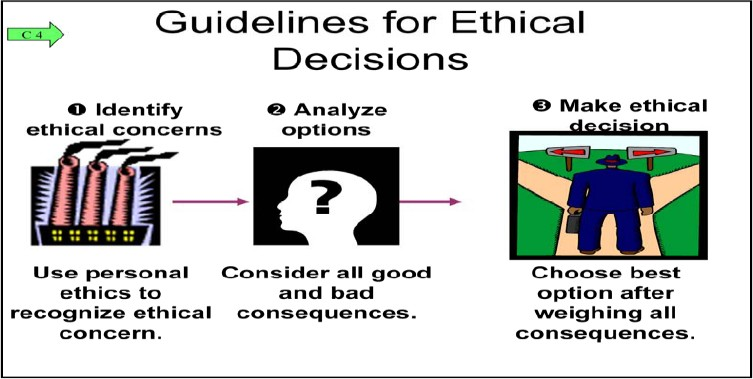 C 4
Guidelines for Ethical
Decisions
❶ Identify
ethical concerns
❷ Analyze
options
❸ Make ethical
decision
?
Use personal
ethics to
recognize ethical
concern.
Consider all good
and bad
consequences.
Choose best
option after
weighing all
consequences.